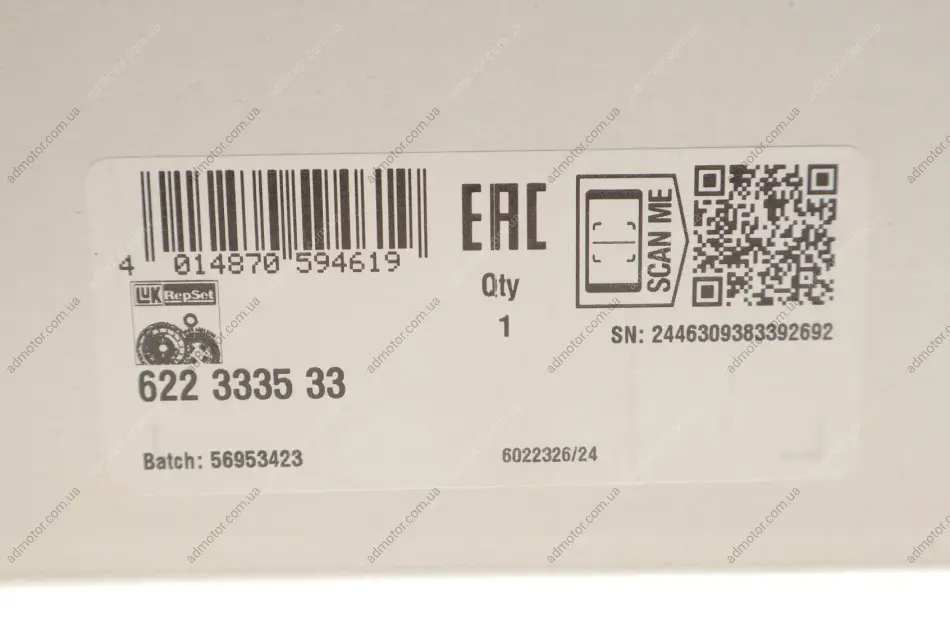 4 014870 594619
EAC
Qty
1
SCAN ME
SN: 2446309383392692
LuK RepSet
622 3335 33
Batch: 56953423
6022326/24
admotor.com.ua